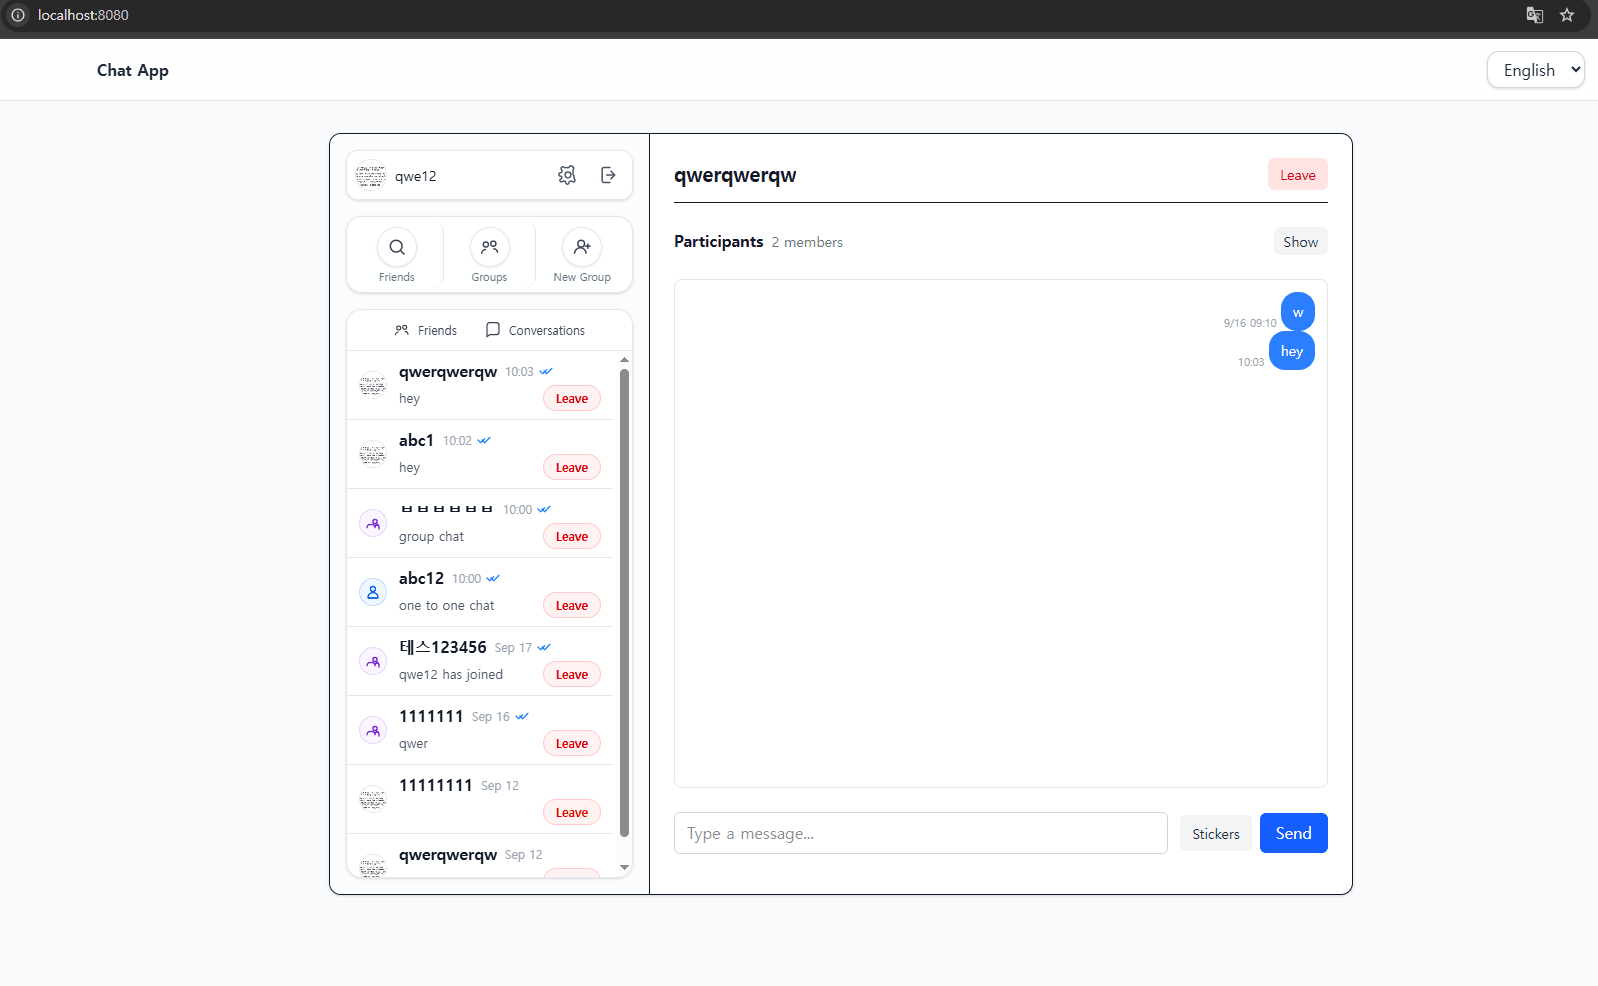 localhost:8080
Chat App
English
qwe12
Friends
Groups
New Group
Friends
Conversations
qwerqwerqw 10:03
hey
Leave
abc1 10:02
hey
Leave
10:00
group chat
Leave
abc12 10:00
one to one chat
Leave
테스123456 Sep 17
qwe12 has joined
Leave
1111111 Sep 16
qwer
Leave
11111111 Sep 12
Leave
qwerqwerqw Sep 12
qwerqwerqw
Leave
Participants 2 members
Show
w
9/16 09:10
hey
10:03
Type a message...
Stickers
Send